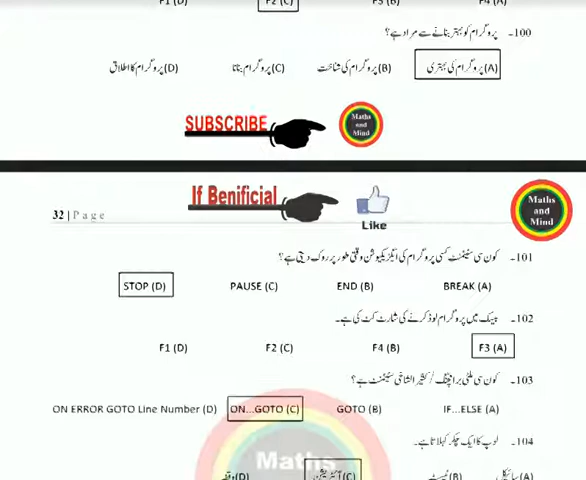 F1 (D) F2 (C) F3 (B) F4 (A)
100۔ پروگرام کو بہتر بنانے سے مراد ہے؟
(A) پروگرام کی بہتری (B) پروگرام کی شناخت (C) پروگرام بنانا (D) پروگرام کا اطلاق
SUBSCRIBE
Maths and Mind
If Benificial
Like
Maths and Mind
32 | Page
101۔ کون سی سٹیٹمنٹ کسی پروگرام کی ایگزیکیوشن وقتی طور پر روک دیتی ہے؟
STOP (D) PAUSE (C) END (B) BREAK (A)
102۔ بیسک میں پروگرام لوڈ کرنے کی شارٹ کٹ کی ہے۔
F1 (D) F2 (C) F4 (B) F3 (A)
103۔ کون سی ملٹی برانچنگ / کثیر الشاخی سٹیٹمنٹ ہے؟
ON ERROR GOTO Line Number (D) ON...GOTO (C) GOTO (B) IF...ELSE (A)
104۔ لوپ کا ایک چکر کہلاتا ہے۔
Maths
(A) سائیکل (B) ٹیسٹ (C) آئٹریشن (D) وقفہ